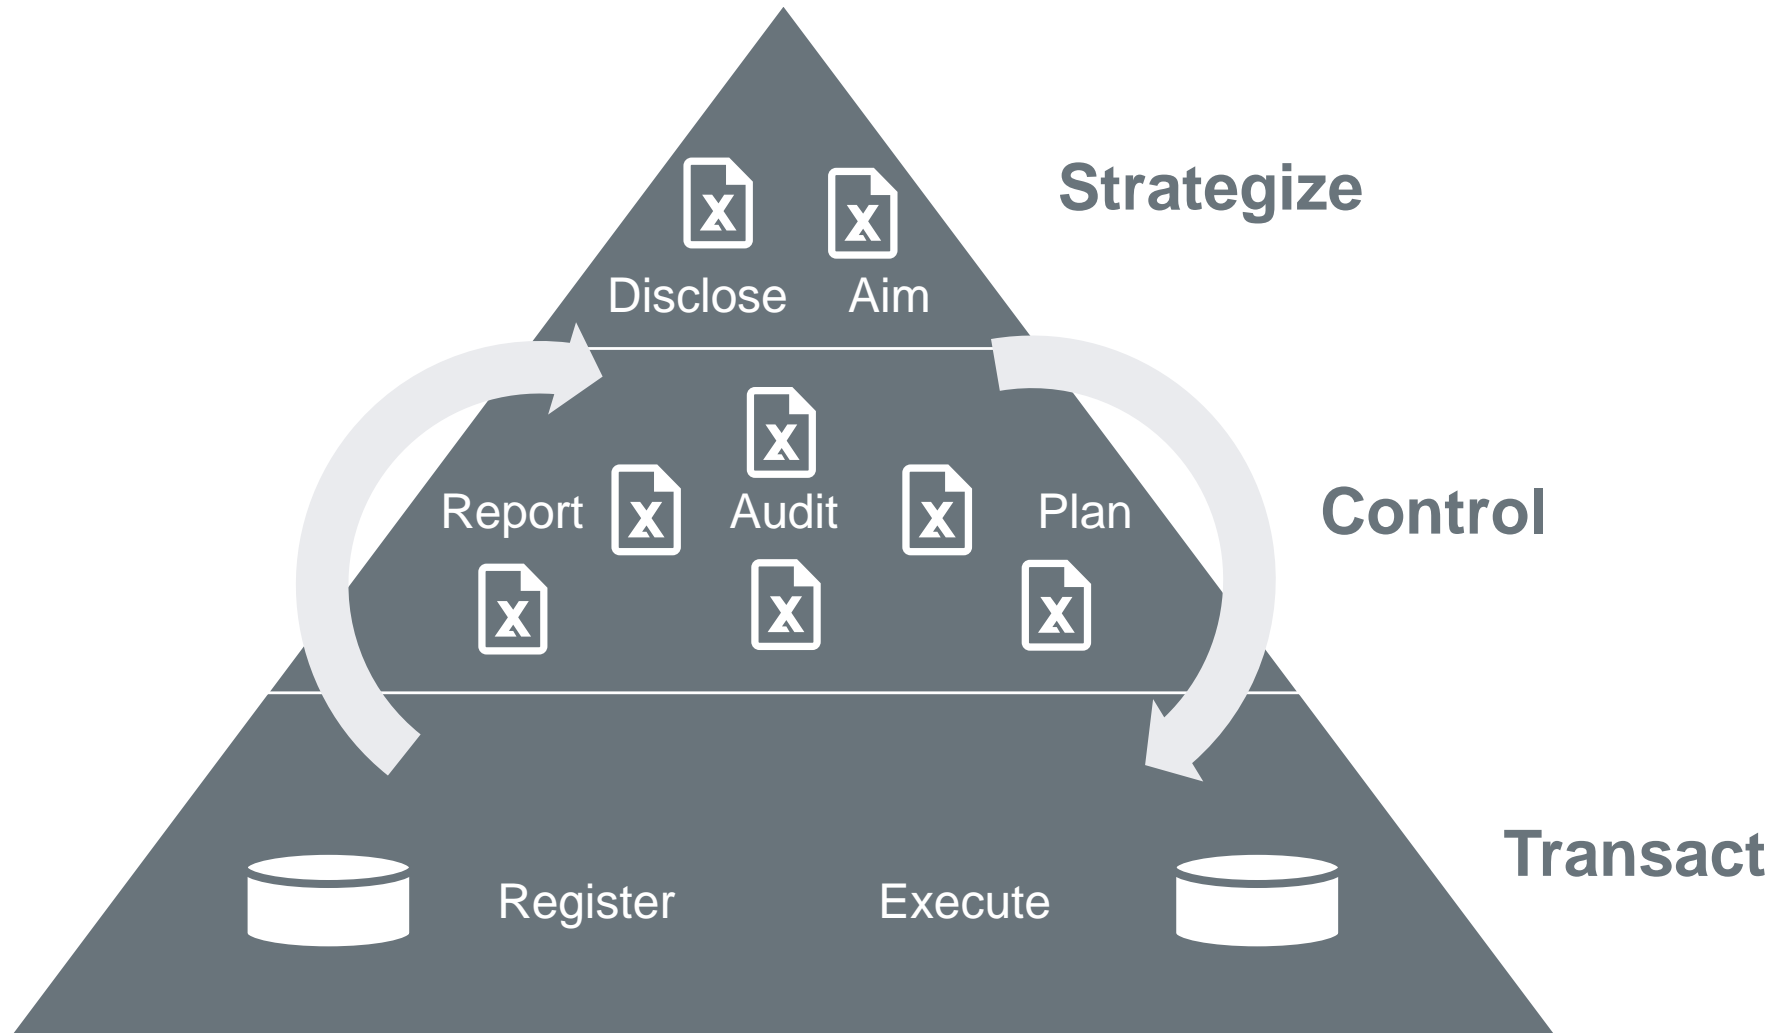 Strategize
Disclose Aim
Report Audit Plan
Control
Transact
Register Execute